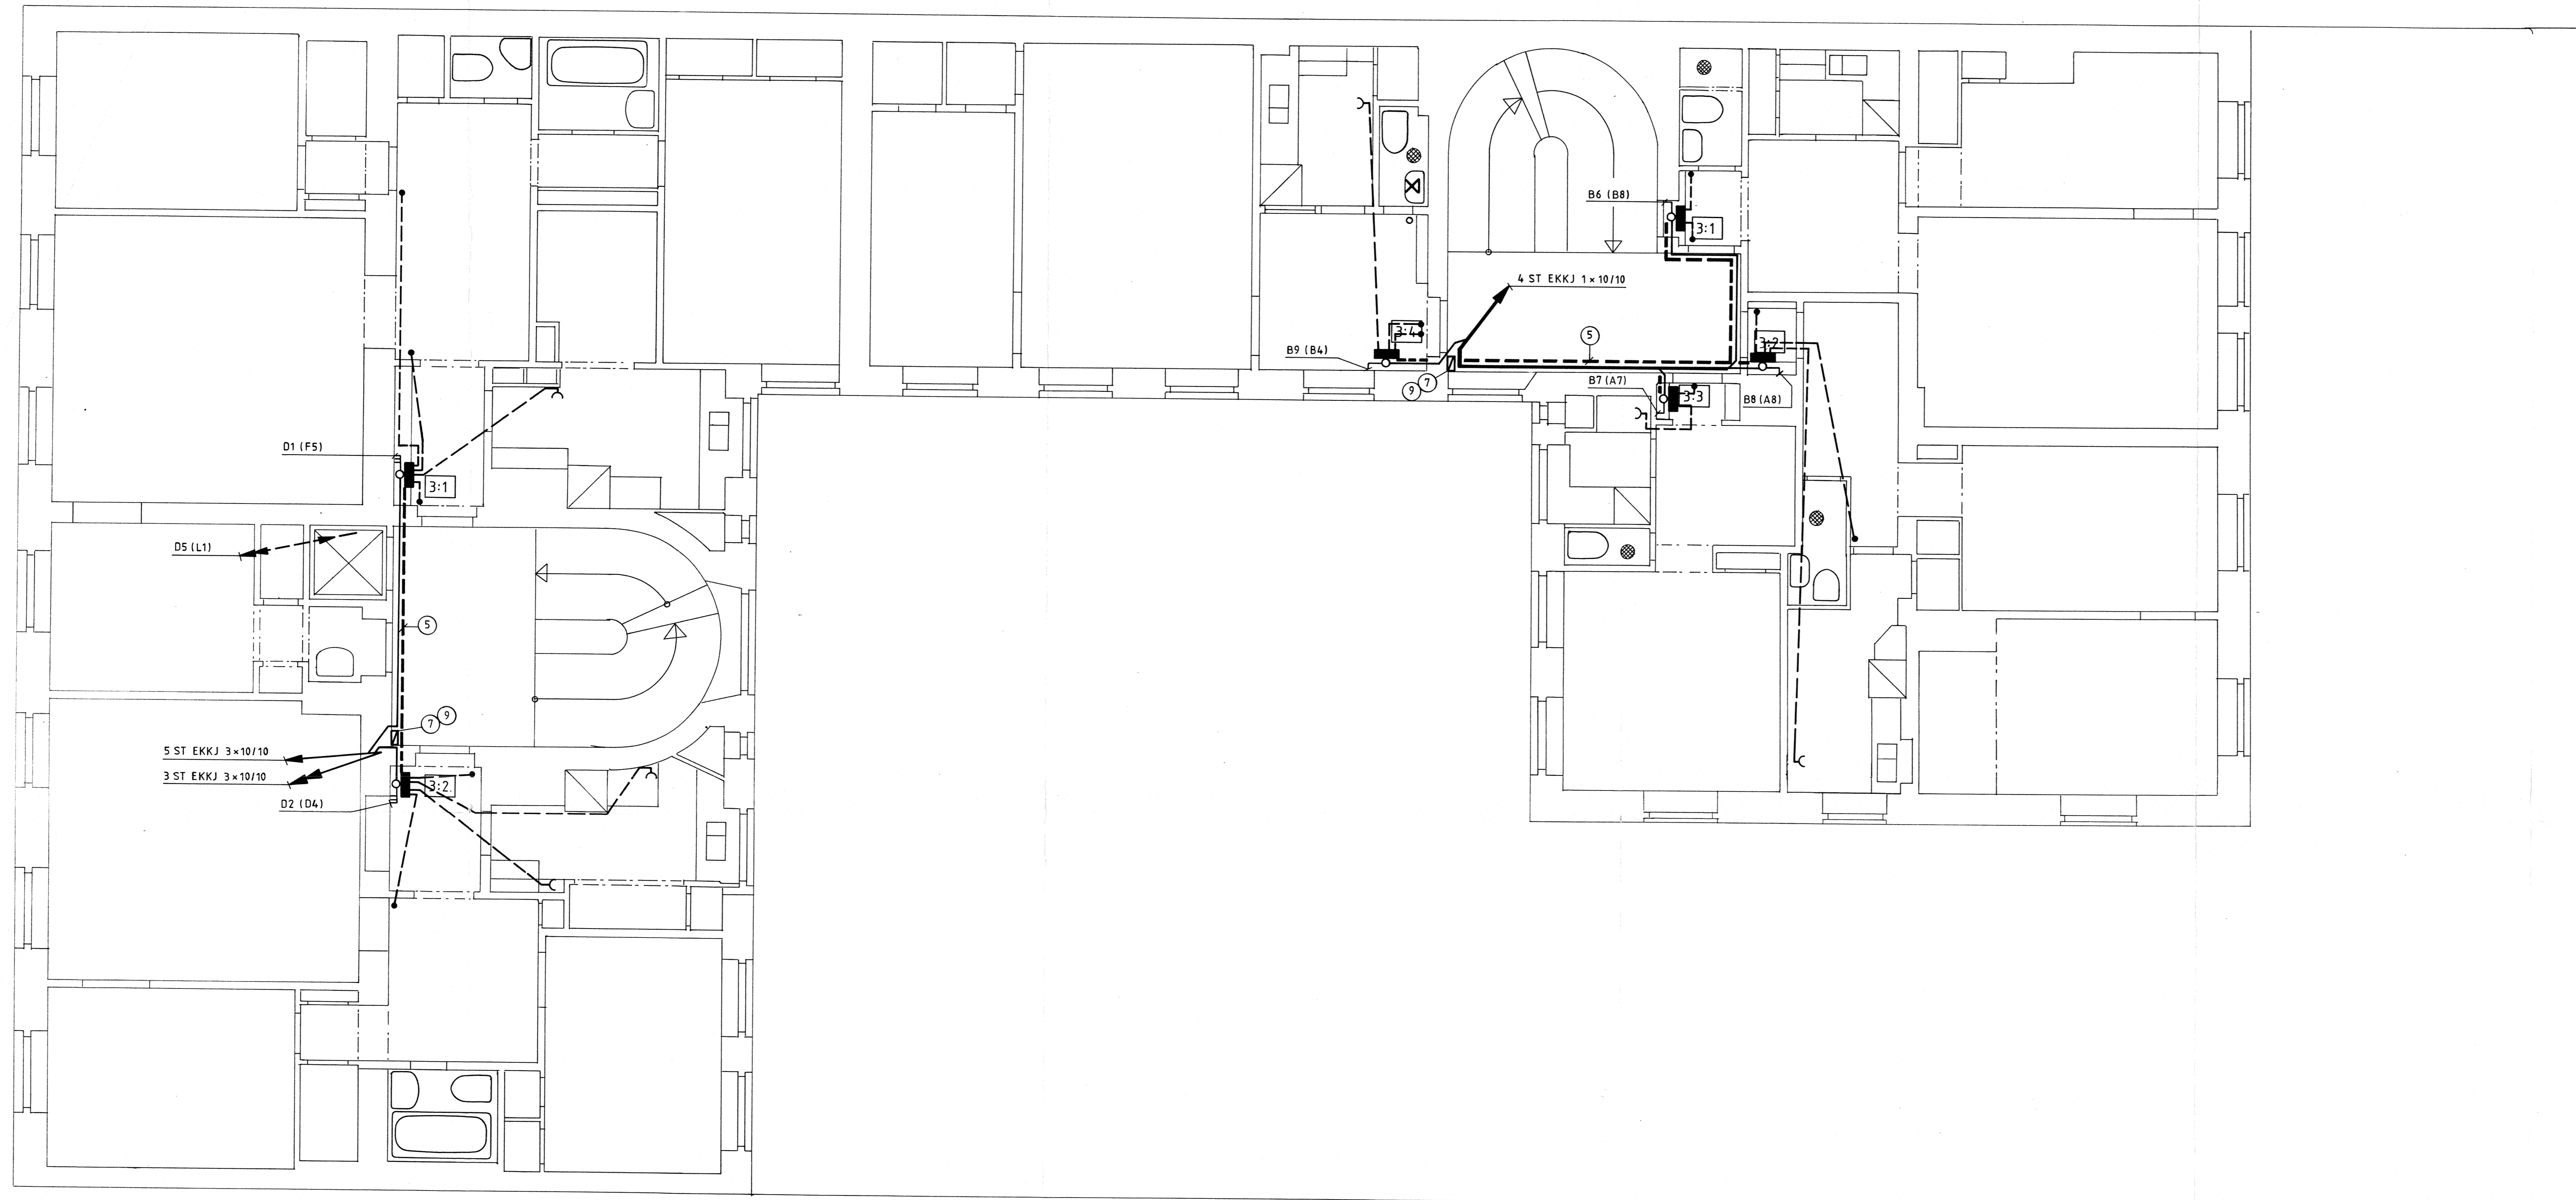 B6 (B8)
3:1
4 ST EKKJ 1×10/10
5
3:4
3:2
B9 (B4)
9
7
B7 (A7)
3:3
B8 (A8)
D1 (F5)
3:1
D5 (L1)
5
7
9
5 ST EKKJ 3×10/10
3 ST EKKJ 3×10/10
3:2
D2 (D4)